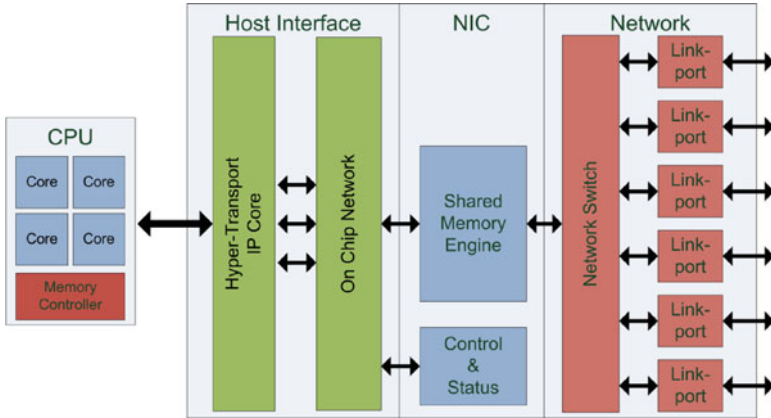 Host Interface
NIC
Network
CPU
Core
Core
Core
Core
Memory
Controller
Hyper-Transport
IP Core
On Chip Network
Shared
Memory
Engine
Control
&
Status
Network Switch
Link-
port
Link-
port
Link-
port
Link-
port
Link-
port
Link-
port